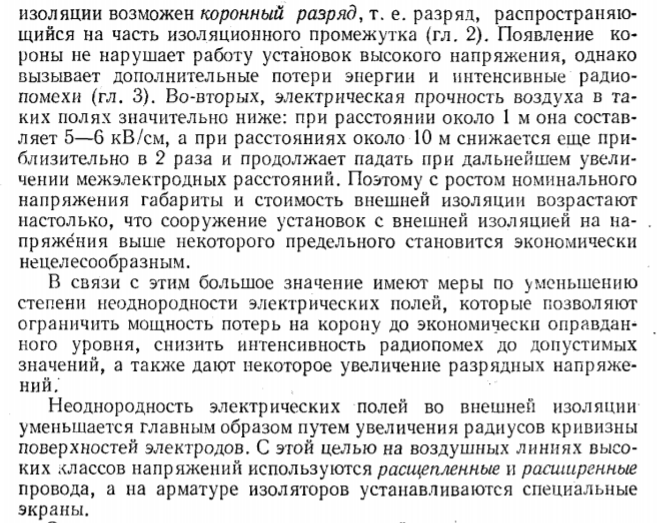 изоляции возможен коронный разряд, т. е. разряд, распространяю-
щийся на часть изоляционного промежутка (гл. 2). Появление ко-
роны не нарушает работу установок высокого напряжения, однако
вызывает дополнительные потери энергии и интенсивные радио-
помехи (гл. 3). Во-вторых, электрическая прочность воздуха в та-
ких полях значительно ниже: при расстоянии около 1 м она состав-
ляет 5—6 кВ/см, а при расстояниях около 10 м снижается еще при-
близительно в 2 раза и продолжает падать при дальнейшем увели-
чении межэлектродных расстояний. Поэтому с ростом номинального
напряжения габариты и стоимость внешней изоляции возрастают
настолько, что сооружение установок с внешней изоляцией на на-
пряжения выше некоторого предельного становится экономически
нецелесообразным.
В связи с этим большое значение имеют меры по уменьшению
степени неоднородности электрических полей, которые позволяют
ограничить мощность потерь на корону до экономически оправдан-
ного уровня, снизить интенсивность радиопомех до допустимых
значений, а также дают некоторое увеличение разрядных напряже-
ний.
Неоднородность электрических полей во внешней изоляции
уменьшается главным образом путем увеличения радиусов кривизны
поверхностей электродов. С этой целью на воздушных линиях высо-
ких классов напряжений используются расщепленные и расширенные
провода, а на арматуре изоляторов устанавливаются специальные
экраны.